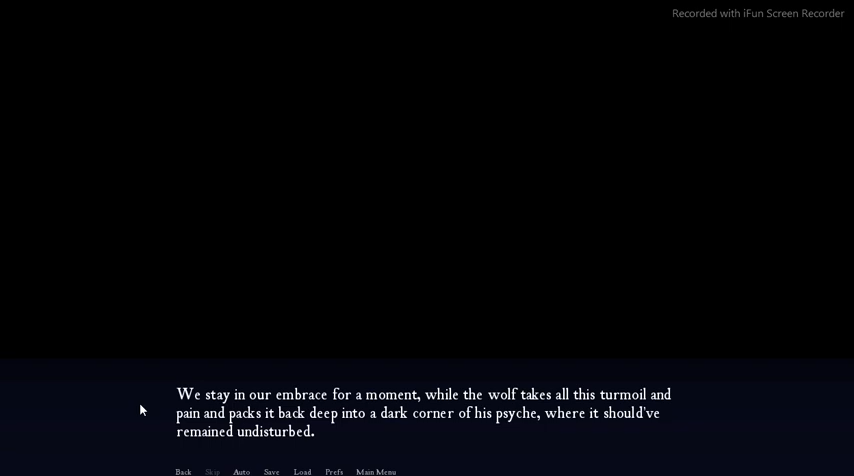 Recorded with iFun Screen Recorder
We stay in our embrace for a moment, while the wolf takes all this turmoil and
pain and packs it back deep into a dark corner of his psyche, where it should've
remained undisturbed.
Back Skip Auto Save Load Prefs Main Menu